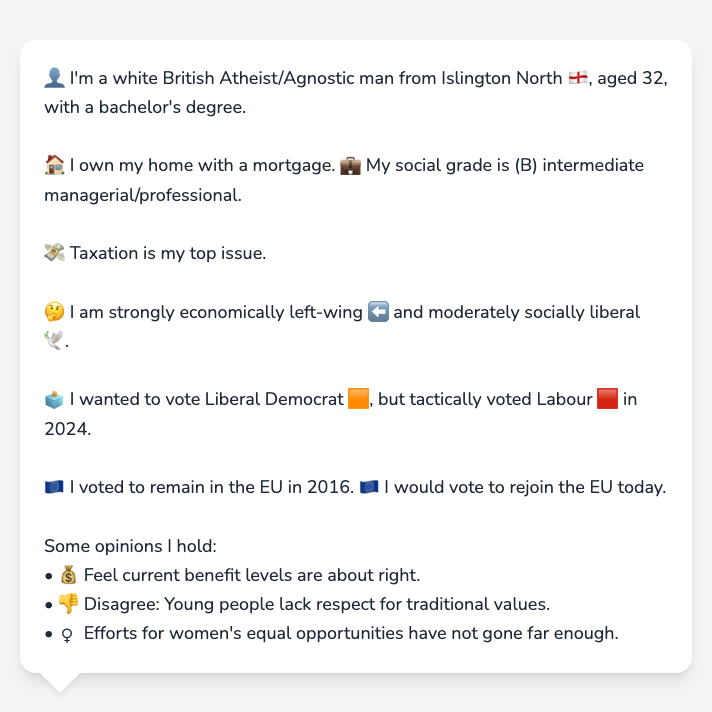 👤 I'm a white British Atheist/Agnostic man from Islington North 🏴󠁧󠁢󠁥󠁮󠁧󠁿, aged 32,
with a bachelor's degree.
🏠 I own my home with a mortgage. 💼 My social grade is (B) intermediate
managerial/professional.
💸 Taxation is my top issue.
🤔 I am strongly economically left-wing ⬅️ and moderately socially liberal
🕊️.
🗳️ I wanted to vote Liberal Democrat 🟧, but tactically voted Labour 🟥 in
2024.
🇪🇺 I voted to remain in the EU in 2016. 🇪🇺 I would vote to rejoin the EU today.
Some opinions I hold:
• 💰 Feel current benefit levels are about right.
• 👎 Disagree: Young people lack respect for traditional values.
• ♀ Efforts for women's equal opportunities have not gone far enough.